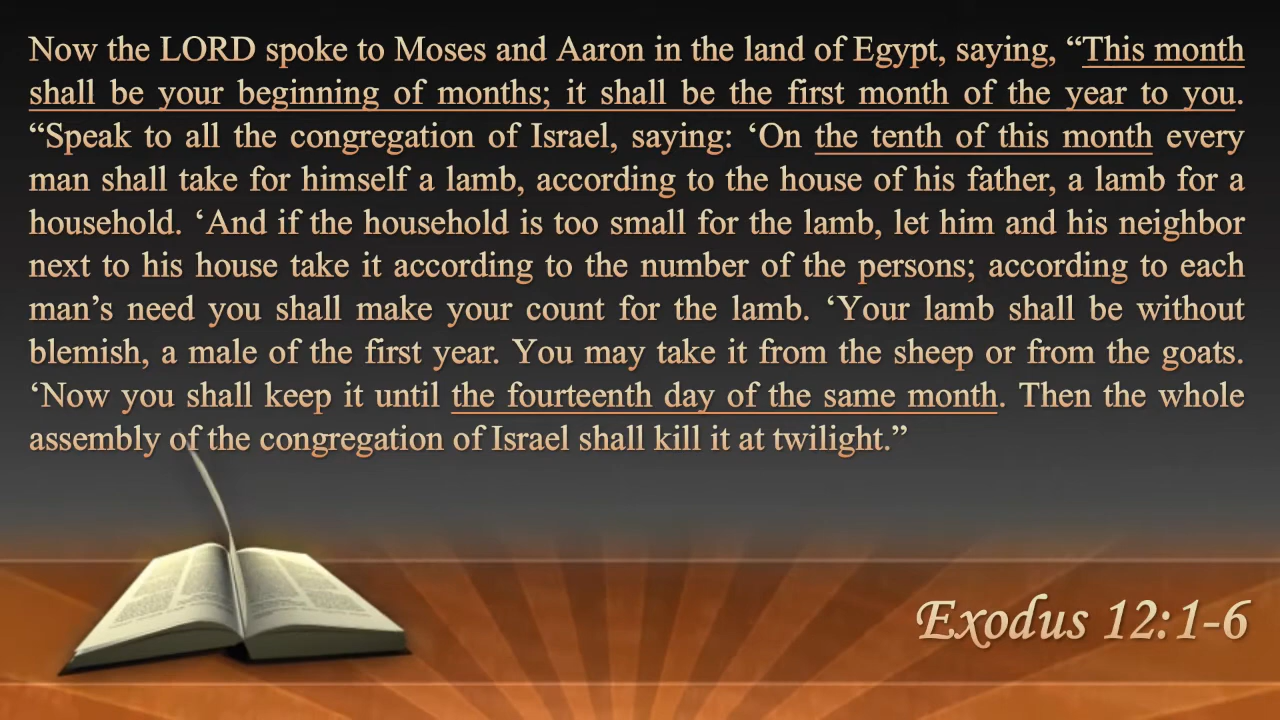 Now the LORD spoke to Moses and Aaron in the land of Egypt, saying, “This month
shall be your beginning of months; it shall be the first month of the year to you.
“Speak to all the congregation of Israel, saying: ‘On the tenth of this month every
man shall take for himself a lamb, according to the house of his father, a lamb for a
household. ‘And if the household is too small for the lamb, let him and his neighbor
next to his house take it according to the number of the persons; according to each
man’s need you shall make your count for the lamb. ‘Your lamb shall be without
blemish, a male of the first year. You may take it from the sheep or from the goats.
‘Now you shall keep it until the fourteenth day of the same month. Then the whole
assembly of the congregation of Israel shall kill it at twilight.”
Exodus 12:1-6